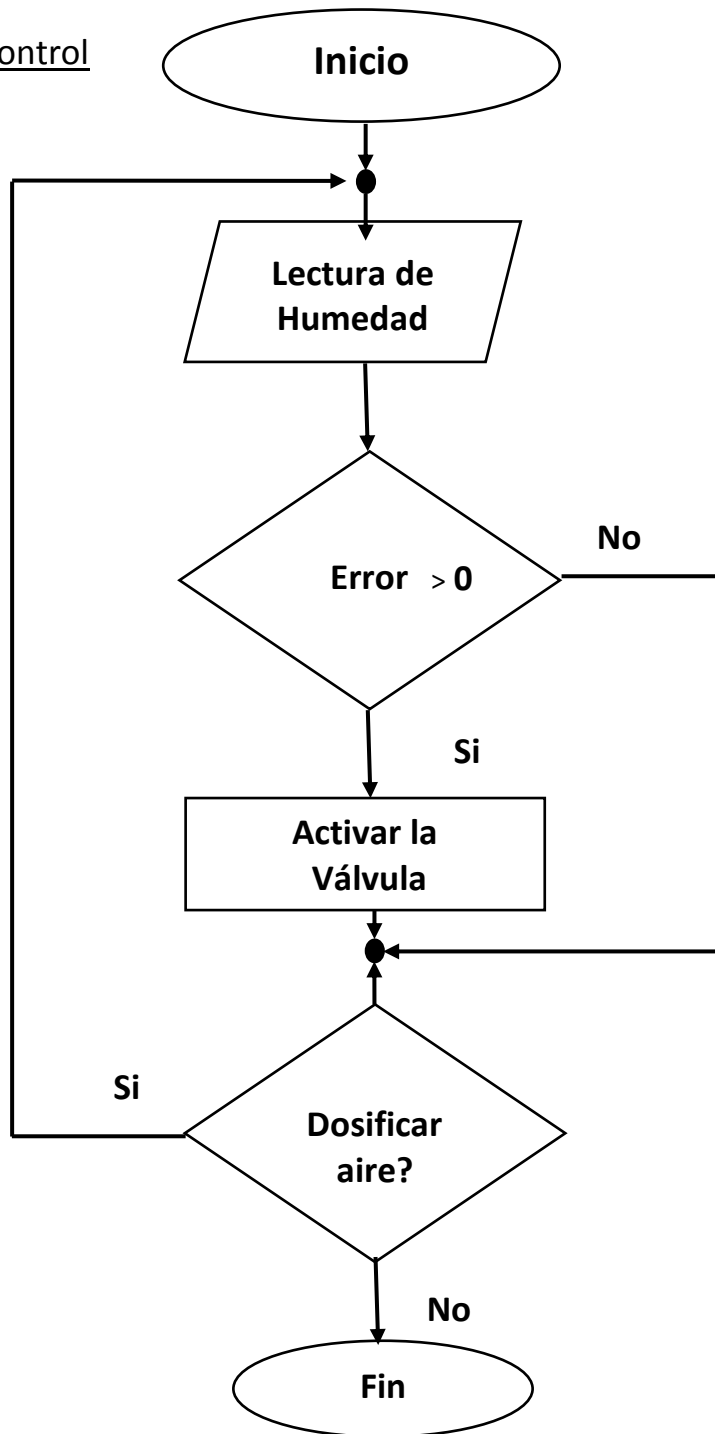 ontrol
Inicio
Lectura de
Humedad
Error > 0
No
Si
Activar la
Válvula
Si
Dosificar
aire?
No
Fin